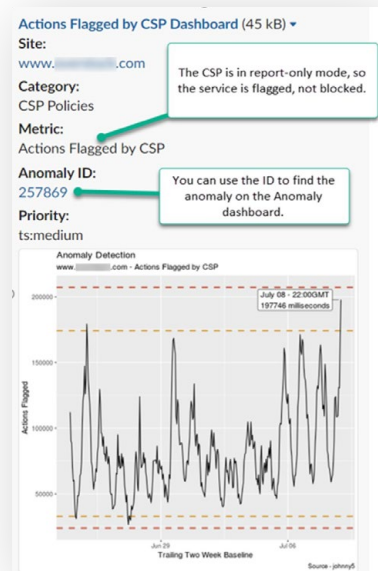 Actions Flagged by CSP Dashboard (45 kB)
Site:
www. .com
The CSP is in report-only mode, so
the service is flagged, not blocked.
Category:
CSP Policies
Metric:
Actions Flagged by CSP
Anomaly ID:
257869
You can use the ID to find the
anomaly on the Anomaly
dashboard.
Priority:
ts:medium
Anomaly Detection
www. .com - Actions Flagged by CSP
July 08 - 22:00GMT
197746 milliseconds
200000
150000
100000
50000
Actions Flagged
Jun 29
Jul 06
Trailing Two Week Baseline
Source - johnny5